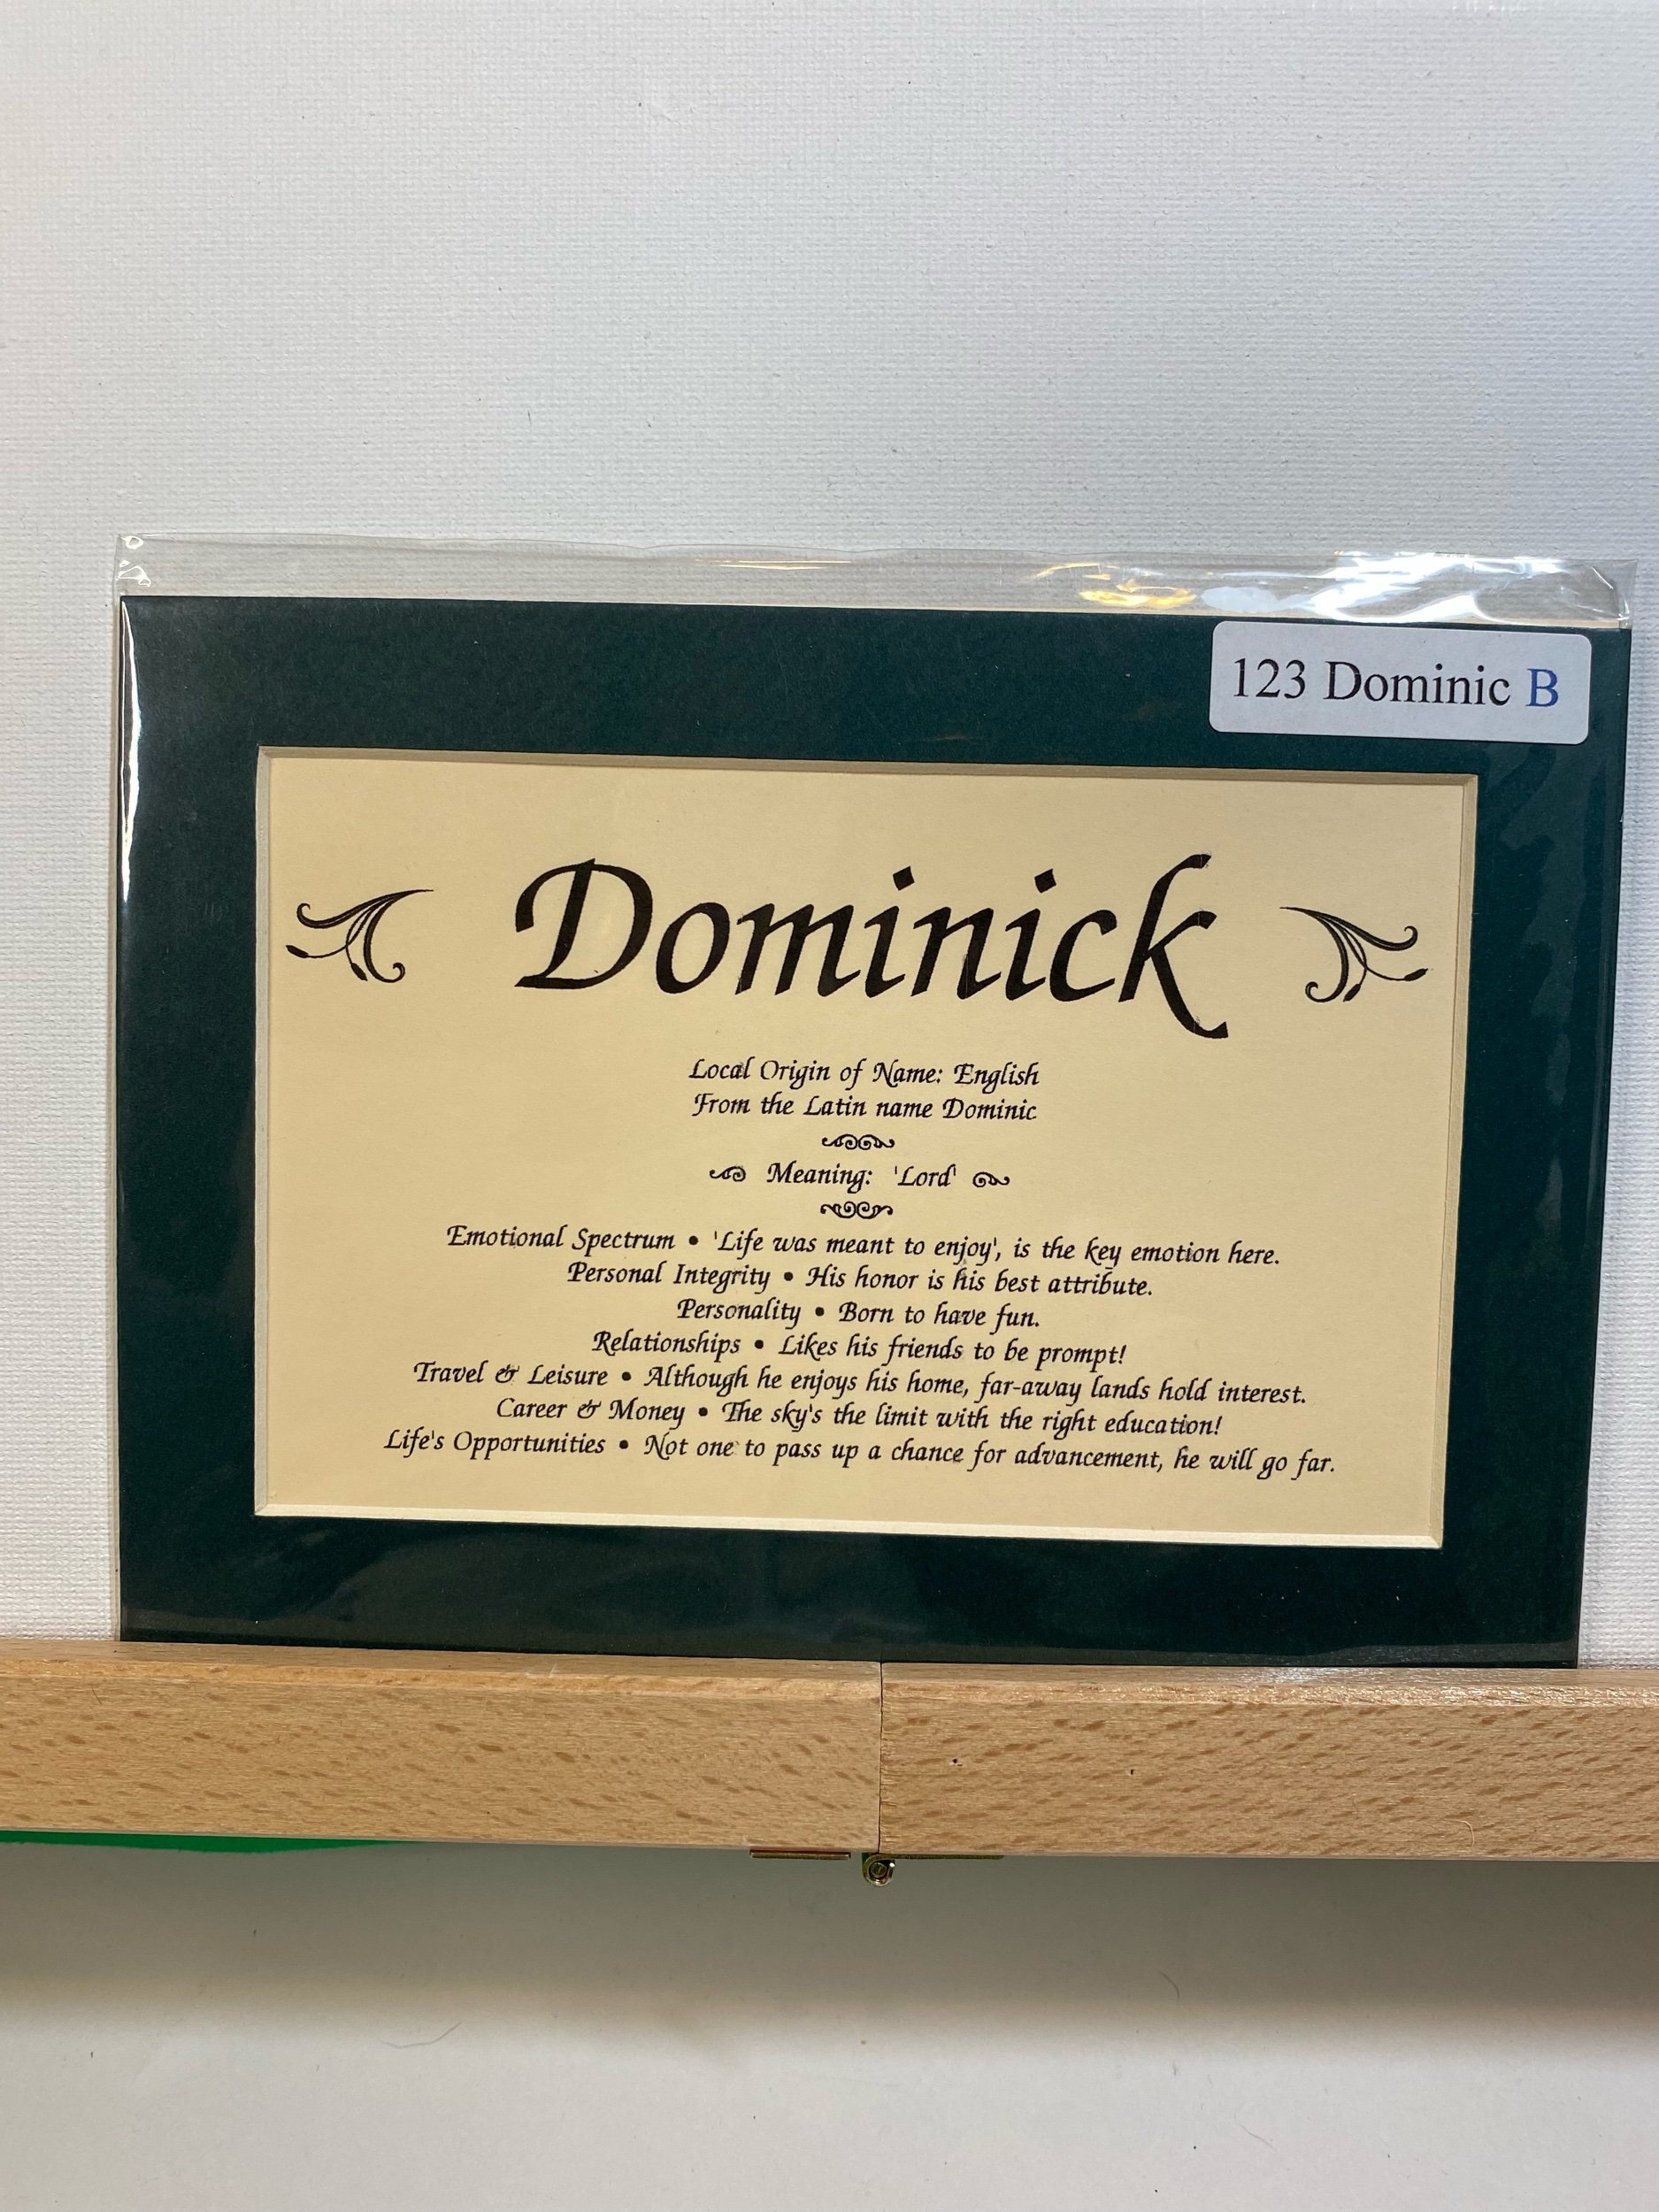 123 Dominic B
Dominick
Local Origin of Name: English
From the Latin name Dominic
Meaning: 'Lord'
Emotional Spectrum • 'Life was meant to enjoy', is the key emotion here.
Personal Integrity • His honor is his best attribute.
Personality • Born to have fun.
Relationships • Likes his friends to be prompt!
Travel & Leisure • Although he enjoys his home, far-away lands hold interest.
Career & Money • The sky's the limit with the right education!
Life's Opportunities • Not one to pass up a chance for advancement, he will go far.